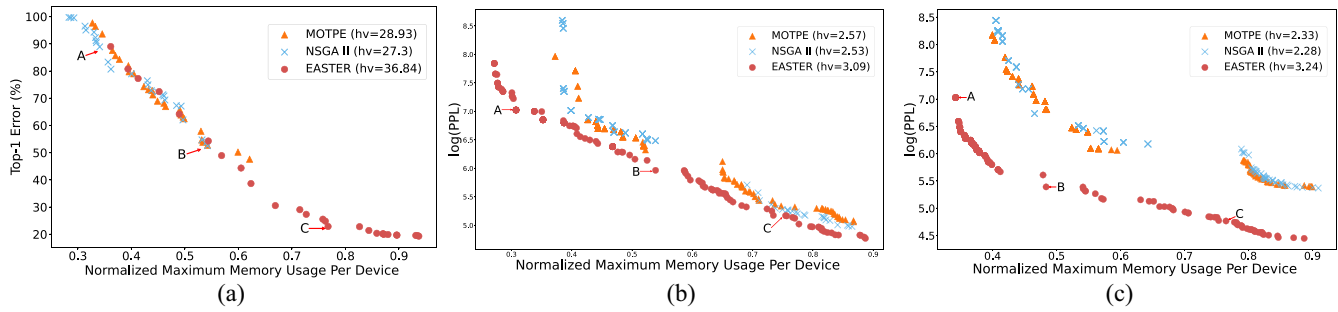 100
90
80
70
60
50
40
30
20
Top-1 Error (%)
0.3 0.4 0.5 0.6 0.7 0.8 0.9
Normalized Maximum Memory Usage Per Device
MOTPE (hv=28.93)
NSGA II (hv=27.3)
EASTER (hv=36.84)
A
B
C
(a)
8.5
8.0
7.5
7.0
6.5
6.0
5.5
5.0
log(PPL)
0.3 0.4 0.5 0.6 0.7 0.8 0.9
Normalized Maximum Memory Usage Per Device
MOTPE (hv=2.57)
NSGA II (hv=2.53)
EASTER (hv=3.09)
A
B
C
(b)
8.5
8.0
7.5
7.0
6.5
6.0
5.5
5.0
4.5
log(PPL)
0.4 0.5 0.6 0.7 0.8 0.9
Normalized Maximum Memory Usage Per Device
MOTPE (hv=2.33)
NSGA II (hv=2.28)
EASTER (hv=3.24)
A
B
C
(c)